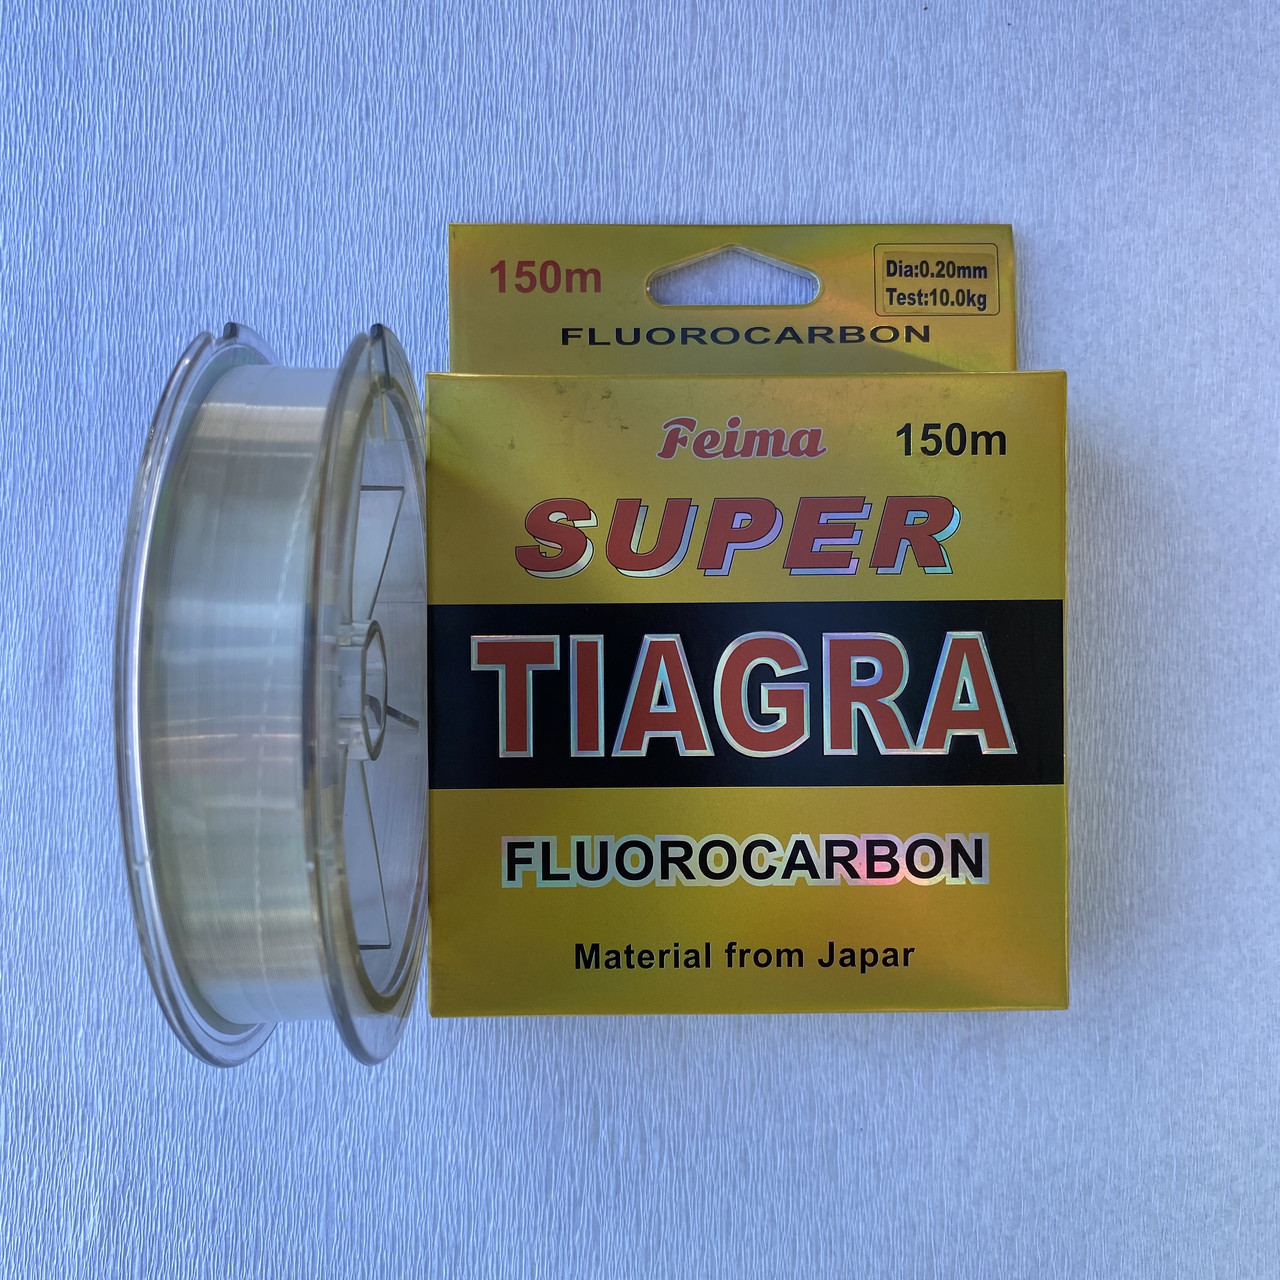 150m
Dia:0.20mm
Test:10.0kg
FLUOROCARBON
Feima 150m
SUPER
TIAGRA
FLUOROCARBON
Material from Japar